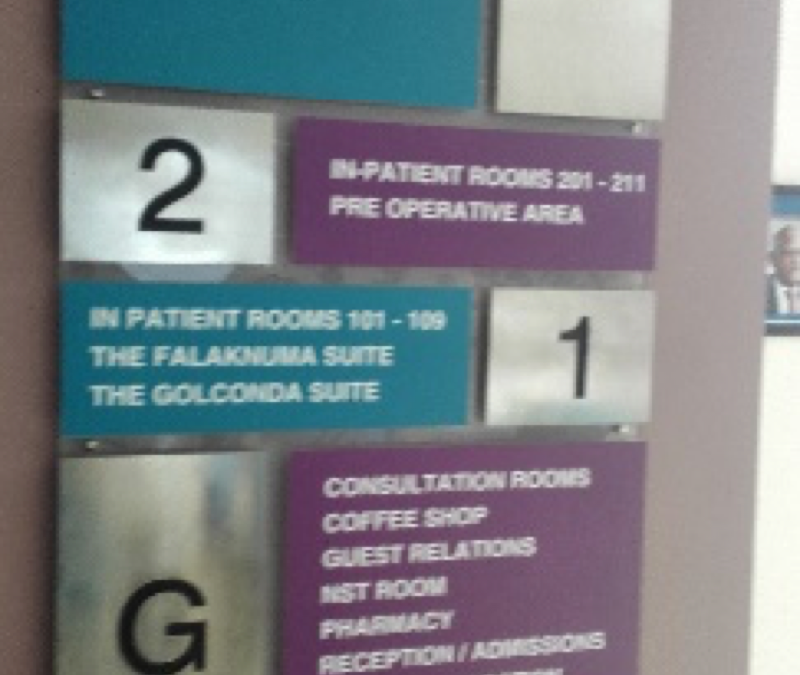 2
IN-PATIENT ROOMS 201 - 211
PRE OPERATIVE AREA
IN PATIENT ROOMS 101 - 109
THE FALAKNUMA SUITE
THE GOLCONDA SUITE
1
G
CONSULTATION ROOMS
COFFEE SHOP
GUEST RELATIONS
NST ROOM
PHARMACY
RECEPTION / ADMISSIONS